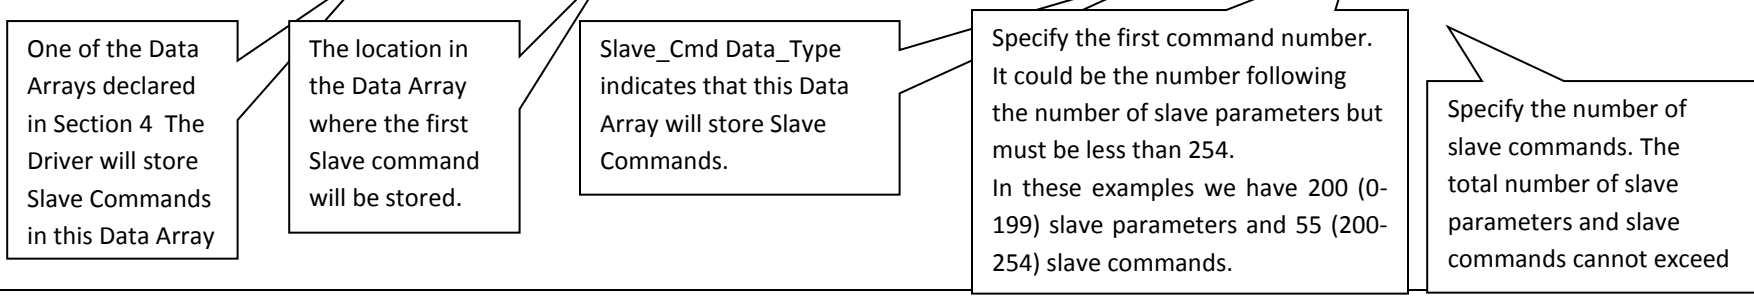 One of the Data
Arrays declared
in Section 4  The
Driver will store
Slave Commands
in this Data Array
The location in
the Data Array
where the first
Slave command
will be stored.
Slave_Cmd Data_Type
indicates that this Data
Array will store Slave
Commands.
Specify the first command number.
It could be the number following
the number of slave parameters but
must be less than 254.
In these examples we have 200 (0-
199) slave parameters and 55 (200-
254) slave commands.
Specify the number of
slave commands. The
total number of slave
parameters and slave
commands cannot exceed